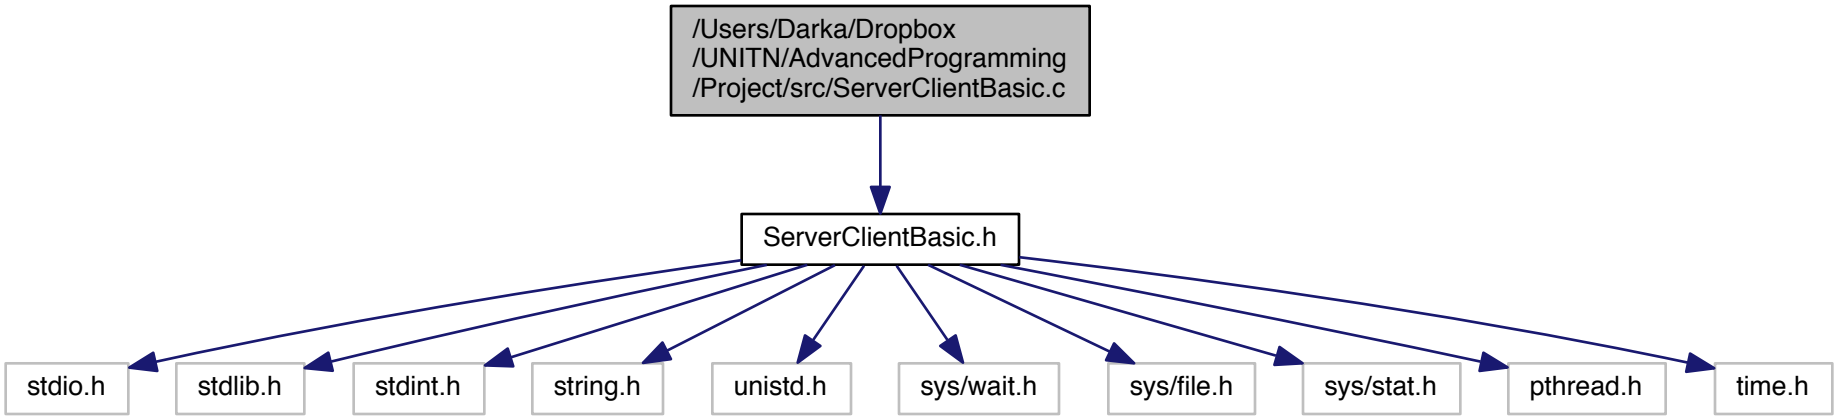 /Users/Darka/Dropbox
/UNITN/AdvancedProgramming
/Project/src/ServerClientBasic.c
ServerClientBasic.h
stdio.h
stdlib.h
stdint.h
string.h
unistd.h
sys/wait.h
sys/file.h
sys/stat.h
pthread.h
time.h